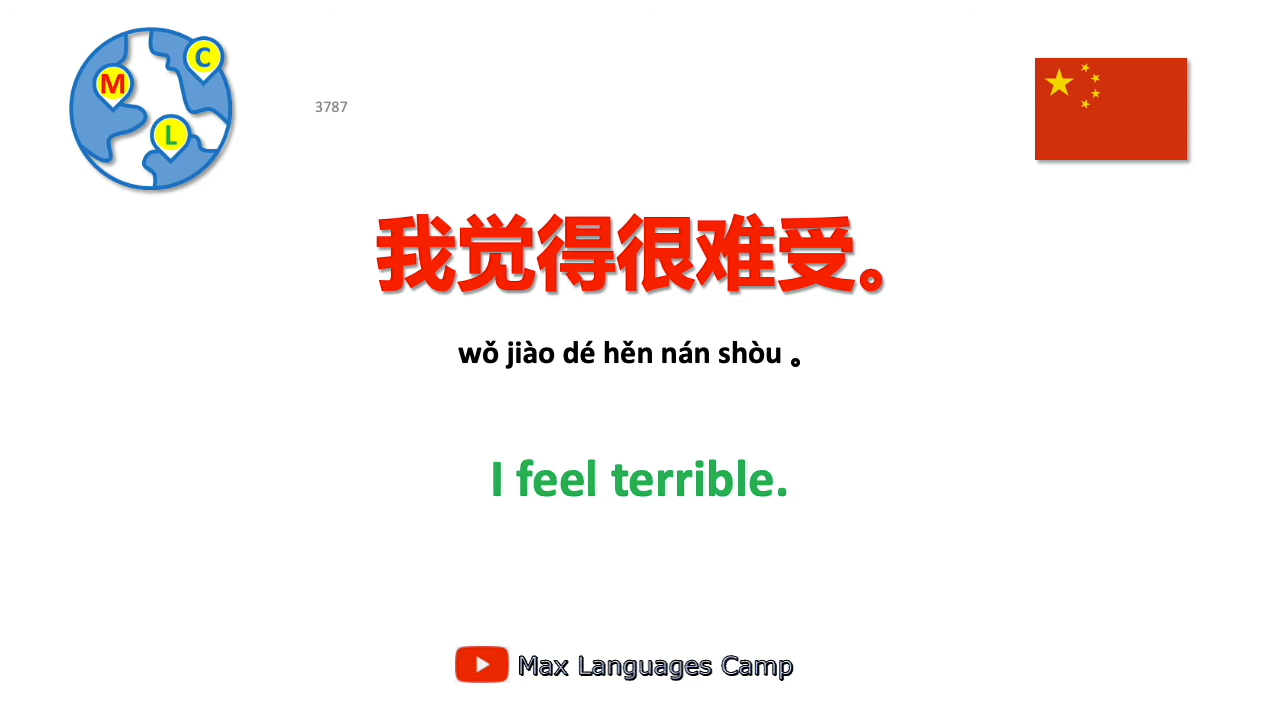 M
C
L
3787
我觉得很难受。
wǒ jiào dé hěn nán shòu 。
I feel terrible.
Max Languages Camp